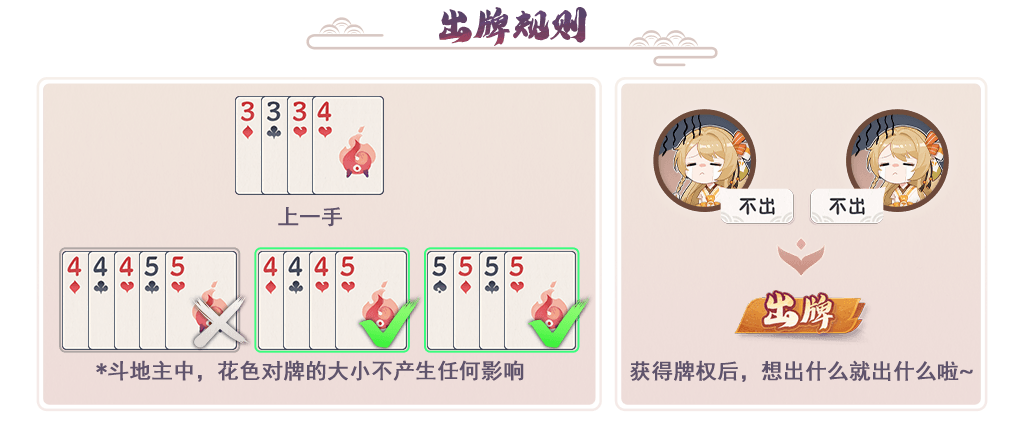 出牌规则
3 3 3 4
上一手
4 4 4 5 5
4 4 4 5
5 5 5 5
*斗地主中，花色对牌的大小不产生任何影响
不出
不出
出牌
获得牌权后，想出什么就出什么啦~